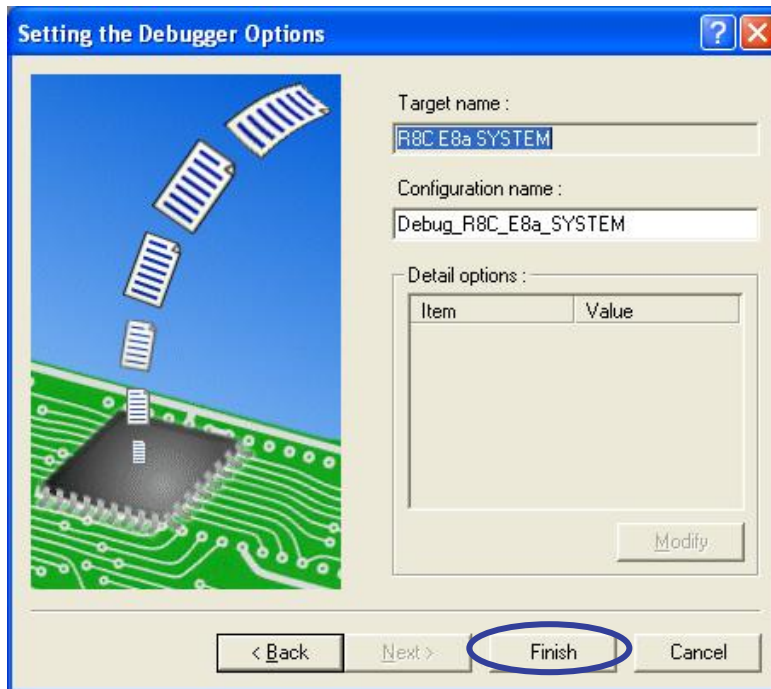 Setting the Debugger Options
Target name :
R8C E8a SYSTEM
Configuration name :
Debug_R8C_E8a_SYSTEM
Detail options :
Item Value
Modify
< Back Next > Finish Cancel